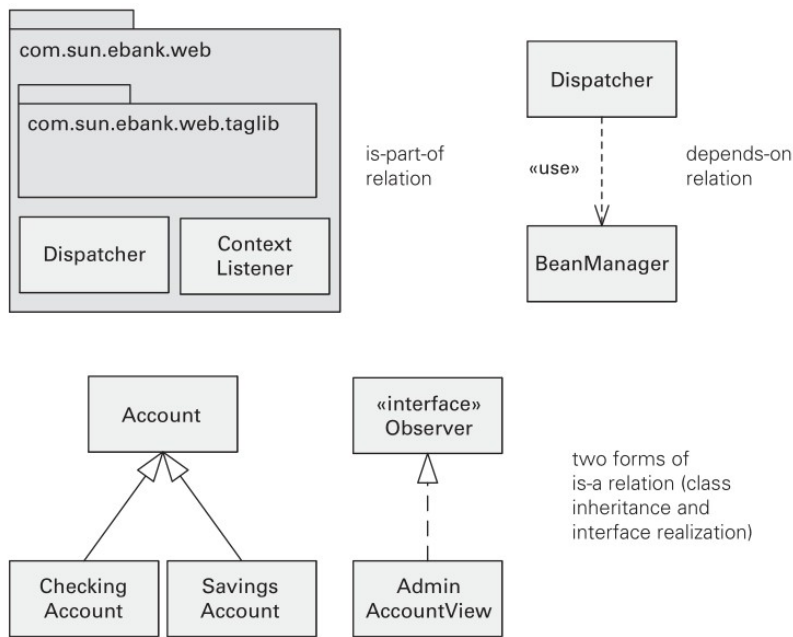 com.sun.ebank.web
com.sun.ebank.web.taglib
Dispatcher
Context
Listener
is-part-of
relation
Dispatcher
«use»
BeanManager
depends-on
relation
Account
Checking
Account
Savings
Account
«interface»
Observer
Admin
AccountView
two forms of
is-a relation (class
inheritance and
interface realization)